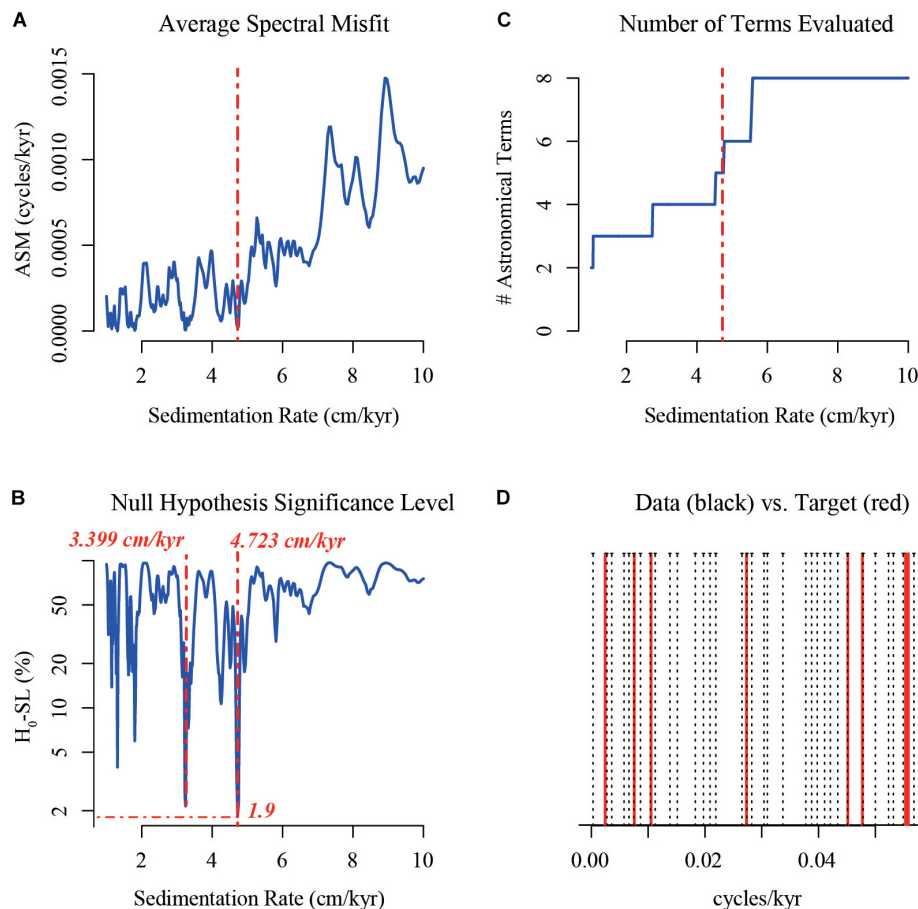 A
Average Spectral Misfit
0.0015
0.0010
0.0005
0.0000
ASM (cycles/kyr)
2 4 6 8 10
Sedimentation Rate (cm/kyr)
C
Number of Terms Evaluated
8
6
4
2
0
# Astronomical Terms
2 4 6 8 10
Sedimentation Rate (cm/kyr)
B
Null Hypothesis Significance Level
3.399 cm/kyr 4.723 cm/kyr
50
20
10
5
2
H0-SL (%)
1.9
2 4 6 8 10
Sedimentation Rate (cm/kyr)
D
Data (black) vs. Target (red)
0.00 0.02 0.04
cycles/kyr